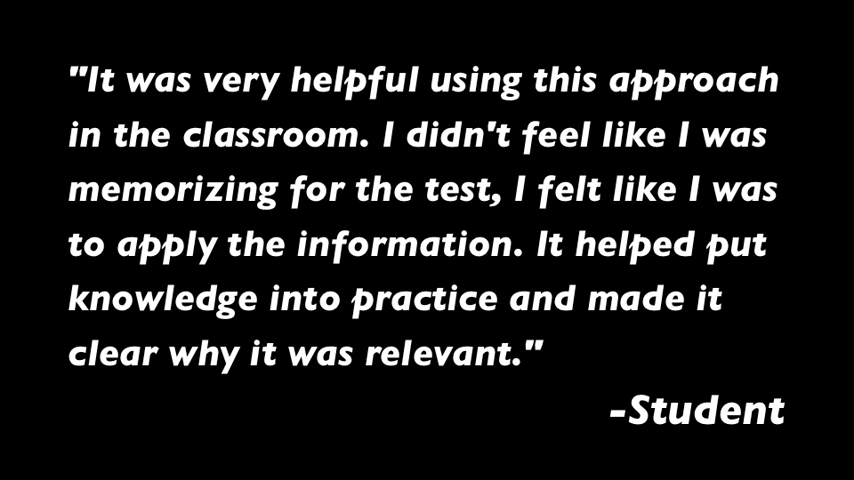 "It was very helpful using this approach
in the classroom. I didn't feel like I was
memorizing for the test, I felt like I was
to apply the information. It helped put
knowledge into practice and made it
clear why it was relevant."
-Student